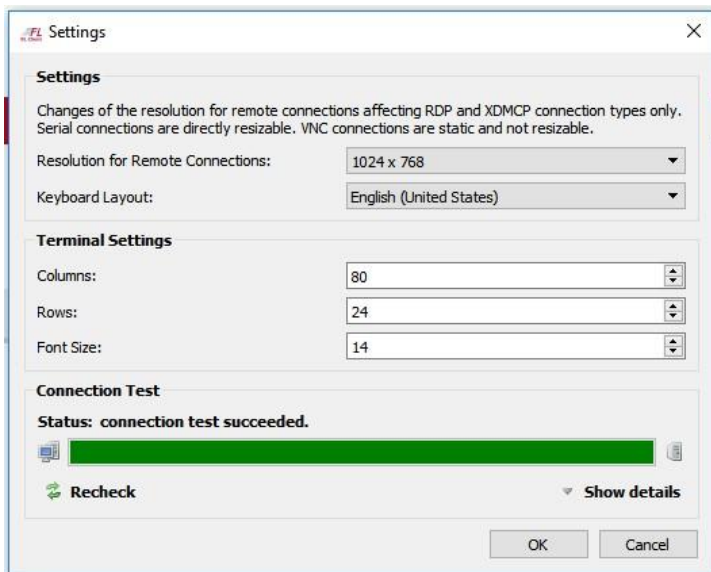 FL
Settings
Settings
Changes of the resolution for remote connections affecting RDP and XDMCP connection types only.
Serial connections are directly resizable. VNC connections are static and not resizable.
Resolution for Remote Connections: 1024 x 768
Keyboard Layout: English (United States)
Terminal Settings
Columns: 80
Rows: 24
Font Size: 14
Connection Test
Status: connection test succeeded.
Recheck Show details
OK Cancel